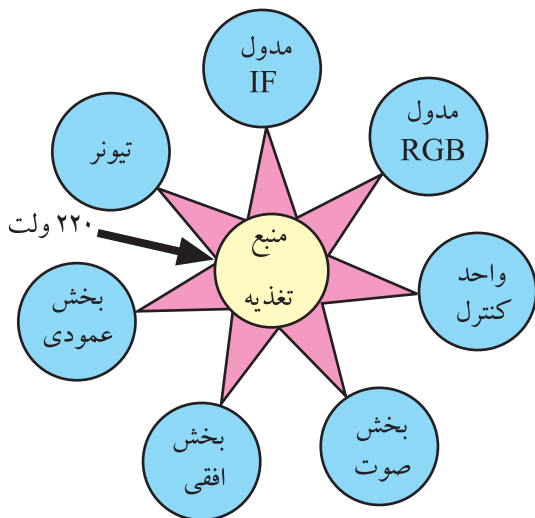 مدول
IF
مدول
RGB
تیونر
۲۲۰ ولت
منبع
تغذیه
واحد
کنترل
بخش
عمودی
بخش
صوت
بخش
افقی